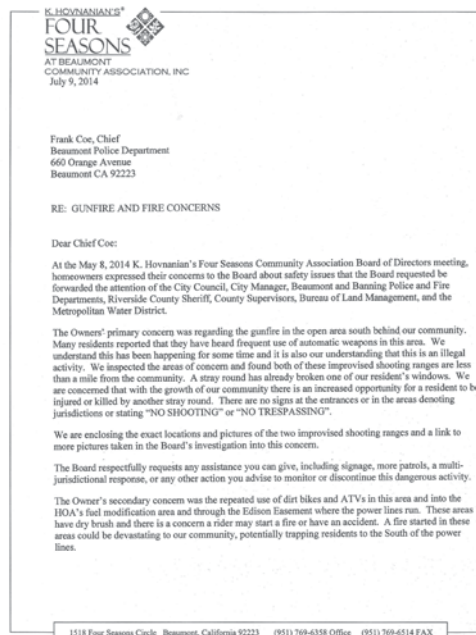 K. HOVNANIAN'S®
FOUR
SEASONS
AT BEAUMONT
COMMUNITY ASSOCIATION, INC
July 9, 2014
Frank Coe, Chief
Beaumont Police Department
660 Orange Avenue
Beaumont CA 92223
RE: GUNFIRE AND FIRE CONCERNS
Dear Chief Coe:
At the May 8, 2014 K. Hovnanian's Four Seasons Community Association Board of Directors meeting,
homeowners expressed their concerns to the Board about safety issues that the Board requested be
forwarded the attention of the City Council, City Manager, Beaumont and Banning Police and Fire
Departments, Riverside County Sheriff, County Supervisors, Bureau of Land Management, and the
Metropolitan Water District.
The Owners' primary concern was regarding the gunfire in the open area south behind our community.
Many residents reported that they have heard frequent use of automatic weapons in this area. We
understand this has been happening for some time and it is also our understanding that this is an illegal
activity. We inspected the areas of concern and found both of these improvised shooting ranges are less
than a mile from the community. A stray round has already broken one of our resident's windows. We
are concerned that with the growth of our community there is an increased opportunity for a resident to be
injured or killed by another stray round. There are no signs at the entrances or in the areas denoting
jurisdictions or stating "NO SHOOTING" or "NO TRESPASSING".
We are enclosing the exact locations and pictures of the two improvised shooting ranges and a link to
more pictures taken in the Board's investigation into this concern.
The Board respectfully requests any assistance you can give, including signage, more patrols, a multi-
jurisdictional response, or any other action you advise to monitor or discontinue this dangerous activity.
The Owner's secondary concern was the repeated use of dirt bikes and ATVs in this area and into the
HOA's fuel modification area and through the Edison Easement where the power lines run. These areas
have dry brush and there is a concern a rider may start a fire or have an accident. A fire started in these
areas could be devastating to our community, potentially trapping residents to the South of the power
lines.
1518 Four Seasons Circle Beaumont, California 92223 (951) 769-6358 Office (951) 769-6514 FAX